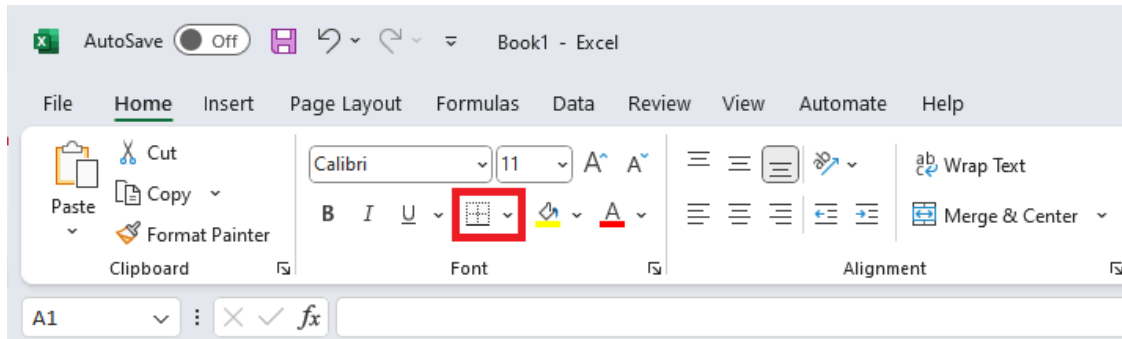 AutoSave Off Book1 - Excel
File Home Insert Page Layout Formulas Data Review View Automate Help
Paste
Cut
Copy
Format Painter
Clipboard
Calibri 11 A A
B I U A
Font
ab Wrap Text
Merge & Center
Alignment
A1 fx